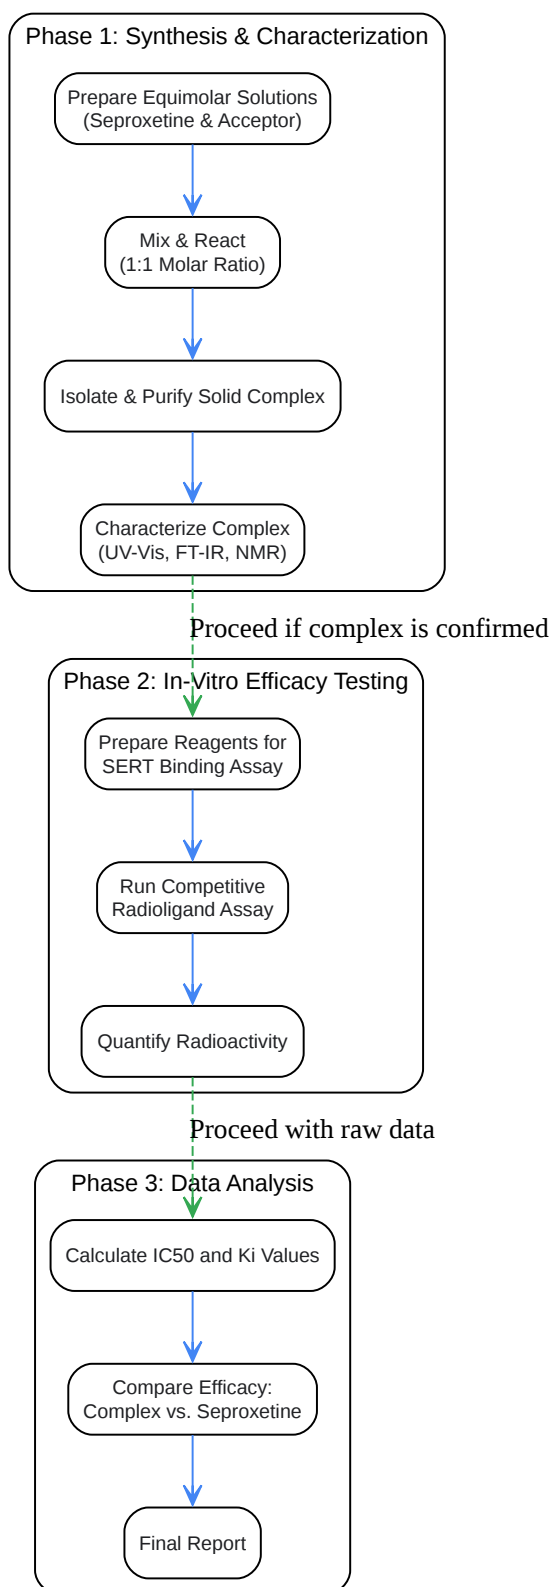 Phase 1: Synthesis & Characterization
Prepare Equimolar Solutions
(Seproxetine & Acceptor)
Mix & React
(1:1 Molar Ratio)
Isolate & Purify Solid Complex
Characterize Complex
(UV-Vis, FT-IR, NMR)
Proceed if complex is confirmed
Phase 2: In-Vitro Efficacy Testing
Prepare Reagents for
SERT Binding Assay
Run Competitive
Radioligand Assay
Quantify Radioactivity
Proceed with raw data
Phase 3: Data Analysis
Calculate IC50 and Ki Values
Compare Efficacy:
Complex vs. Seproxetine
Final Report